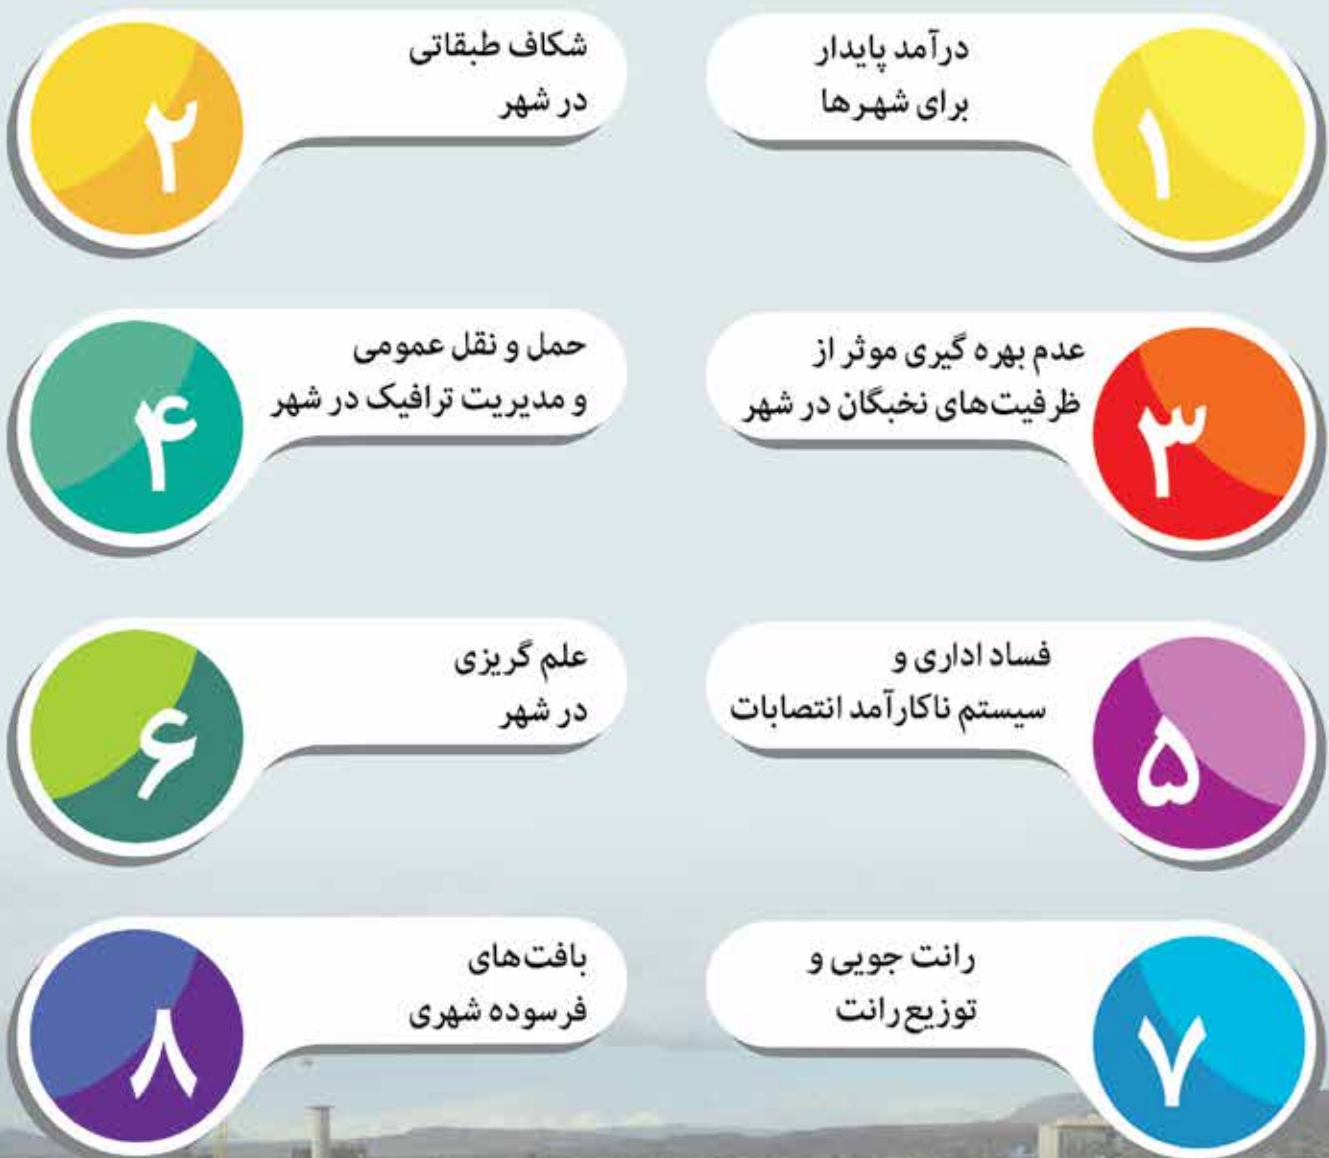 ۱
درآمد پایدار
برای شهرها
۲
شکاف طبقاتی
در شهر
۳
عدم بهره گیری موثر از
ظرفیت‌های نخبگان در شهر
۴
حمل و نقل عمومی
و مدیریت ترافیک در شهر
۵
فساد اداری و
سیستم ناکارآمد انتصابات
۶
علم گریزی
در شهر
۷
رانت جویی و
توزیع رانت
۸
بافت‌های
فرسوده شهری